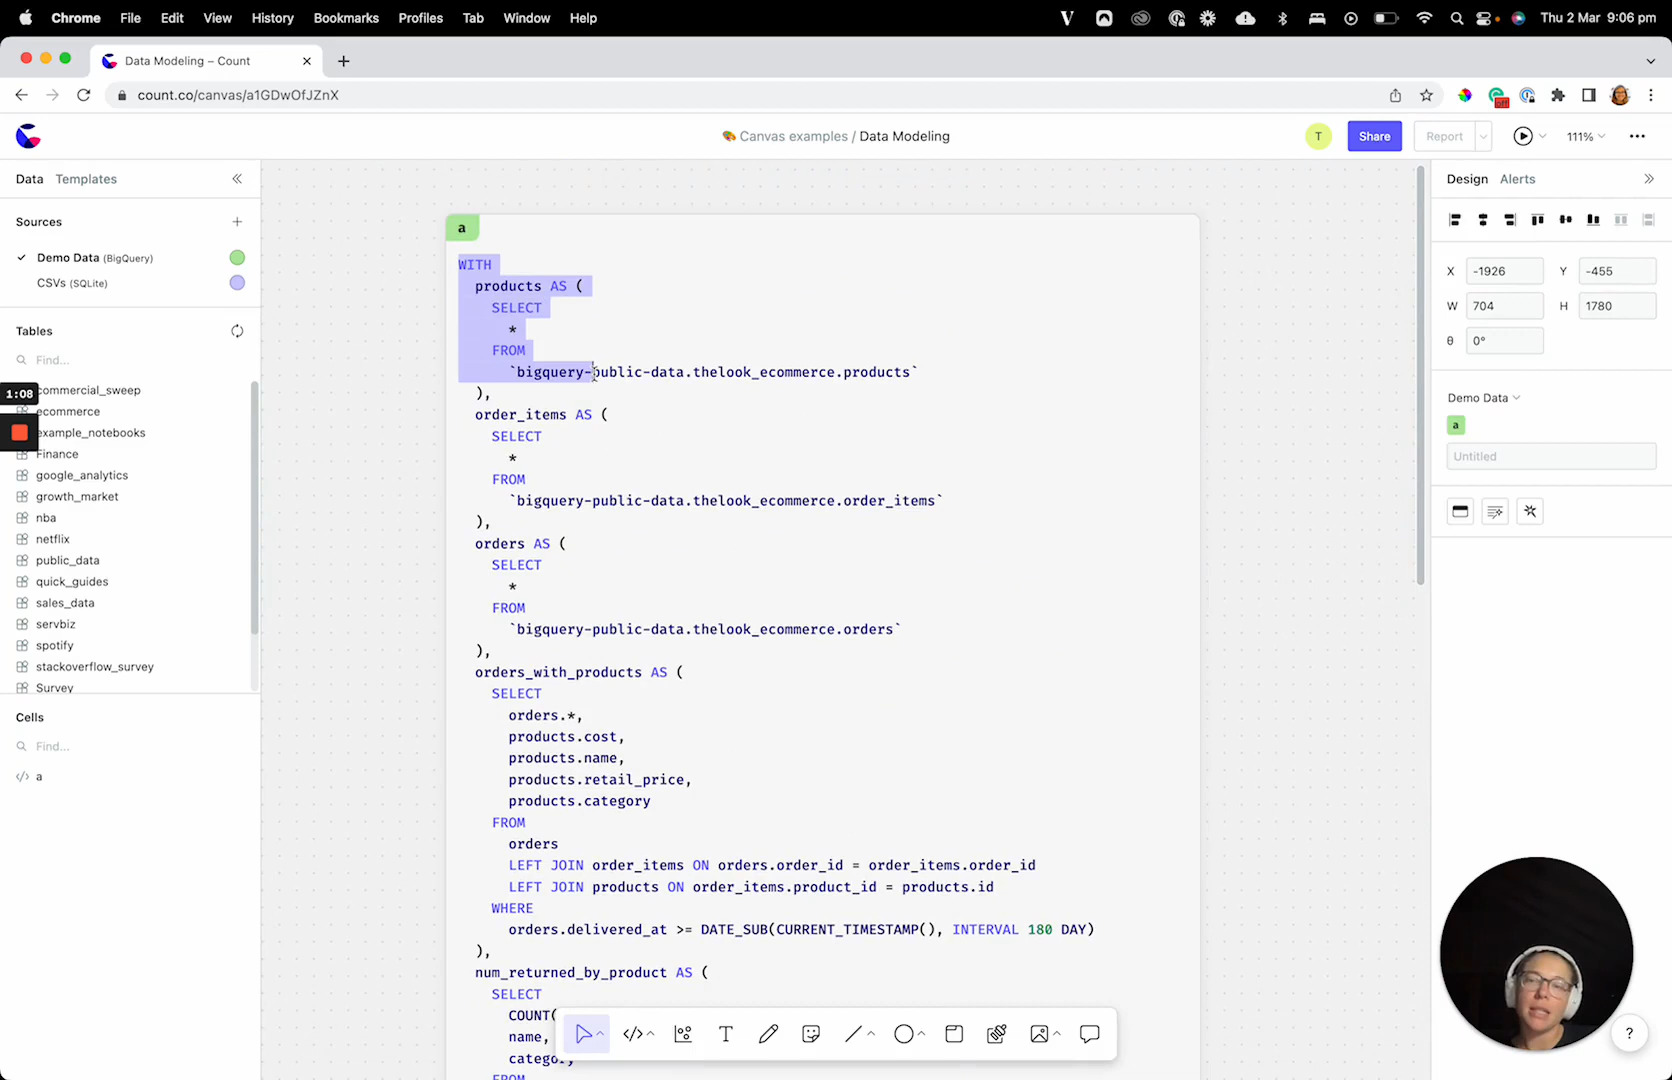 Chrome File Edit View History Bookmarks Profiles Tab Window Help Thu 2 Mar 9:06 pm
Data Modeling – Count
count.co/canvas/a1GDwOfJZnX
Canvas examples / Data Modeling
T
Share
Report
111%
Data Templates
Sources
Demo Data (BigQuery)
CSVs (SQLite)
Tables
Find...
commercial_sweep
1:08
ecommerce
example_notebooks
Finance
google_analytics
growth_market
nba
netflix
public_data
quick_guides
sales_data
servbiz
spotify
stackoverflow_survey
Survey
Cells
Find...
a
a
WITH
products AS (
SELECT
*
FROM
`bigquery-public-data.thelook_ecommerce.products`
),
order_items AS (
SELECT
*
FROM
`bigquery-public-data.thelook_ecommerce.order_items`
),
orders AS (
SELECT
*
FROM
`bigquery-public-data.thelook_ecommerce.orders`
),
orders_with_products AS (
SELECT
orders.*,
products.cost,
products.name,
products.retail_price,
products.category
FROM
orders
LEFT JOIN order_items ON orders.order_id = order_items.order_id
LEFT JOIN products ON order_items.product_id = products.id
WHERE
orders.delivered_at >= DATE_SUB(CURRENT_TIMESTAMP(), INTERVAL 180 DAY)
),
num_returned_by_product AS (
SELECT
COUNT(
name,
category
FROM
Design Alerts
X -1926 Y -455
W 704 H 1780
θ 0°
Demo Data
a
Untitled
T
?